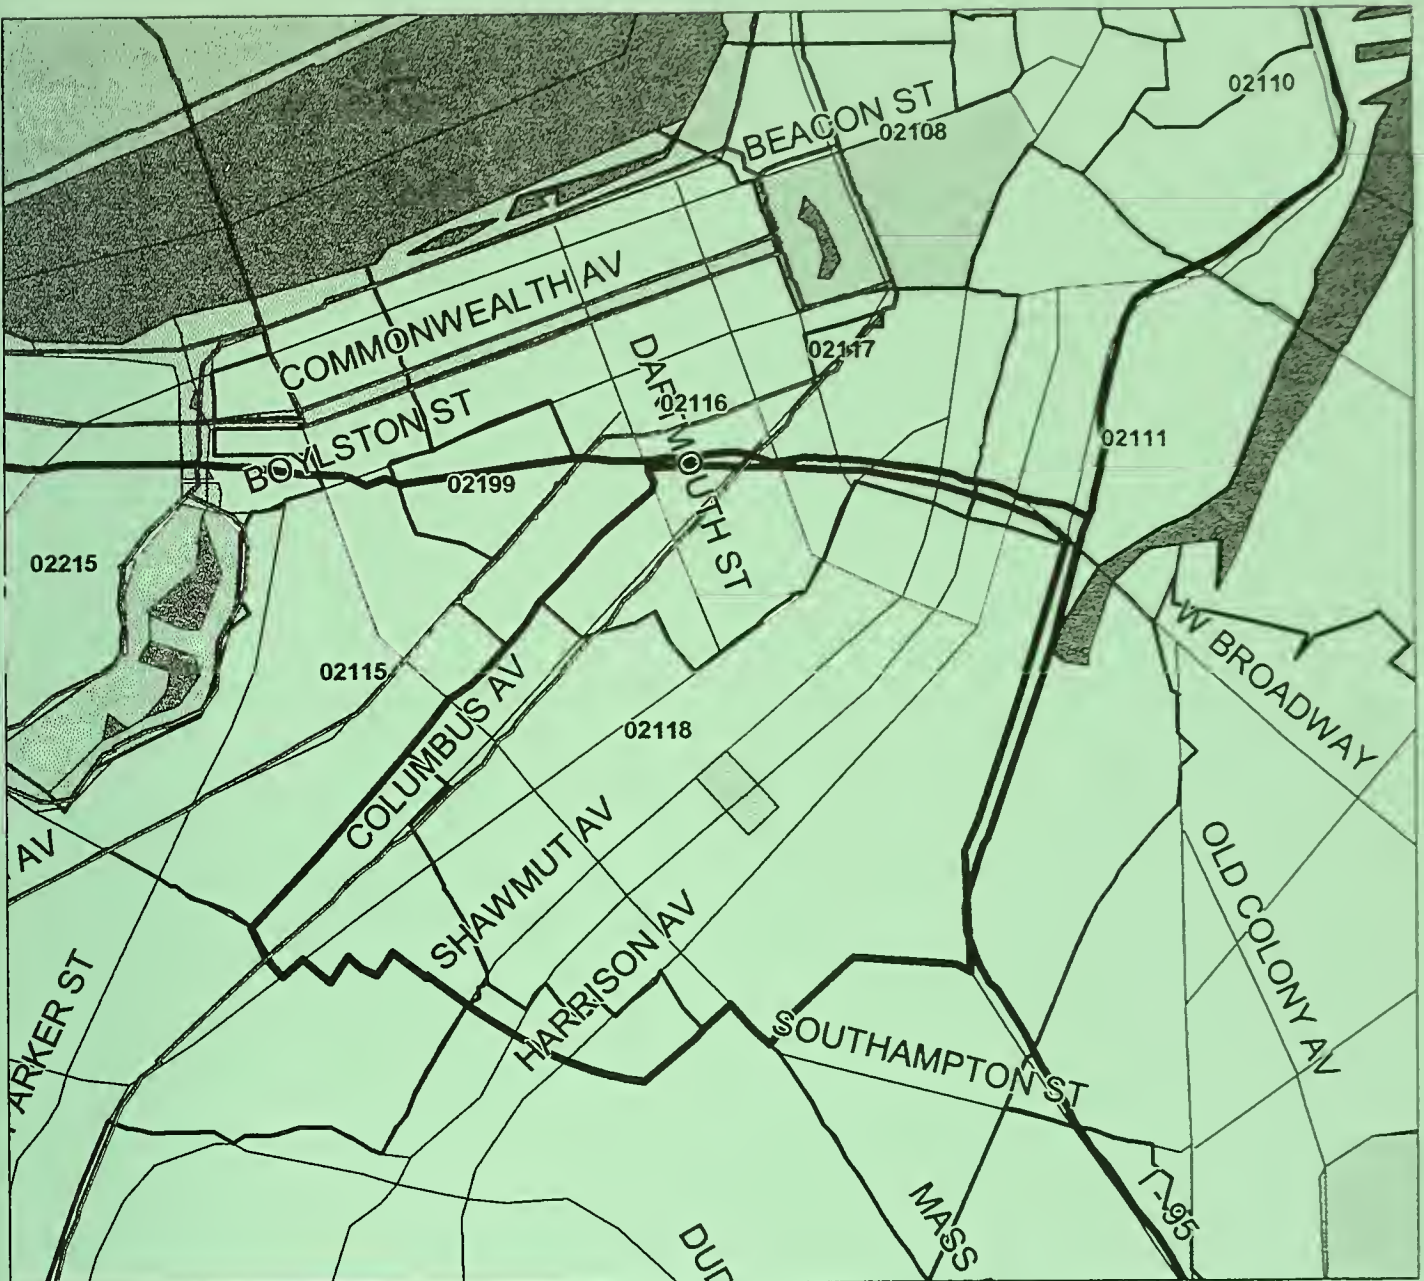 02110
BEACON ST
02108
COMMONWEALTH AV
02117
DARTMOUTH ST
02116
BOYLSTON ST
02111
02199
02215
W BROADWAY
02115
COLUMBUS AV
02118
AV
SHAWMUT AV
OLD COLONY AV
HARRISON AV
ARKER ST
SOUTHAMPTON ST
I-95
MASS
DUD